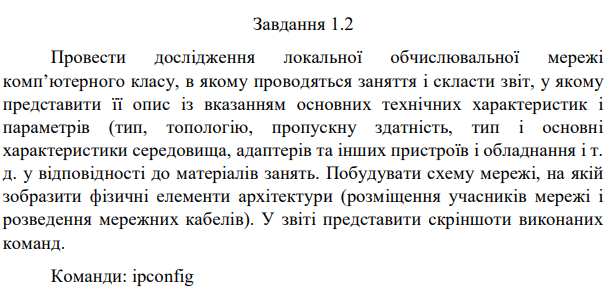 Завдання 1.2
Провести дослідження локальної обчислювальної мережі
комп’ютерного класу, в якому проводяться заняття і скласти звіт, у якому
представити її опис із вказанням основних технічних характеристик і
параметрів (тип, топологію, пропускну здатність, тип і основні
характеристики середовища, адаптерів та інших пристроїв і обладнання і т.
д. у відповідності до матеріалів занять. Побудувати схему мережі, на якій
зобразити фізичні елементи архітектури (розміщення учасників мережі і
розведення мережних кабелів). У звіті представити скріншоти виконаних
команд.
Команди: ipconfig